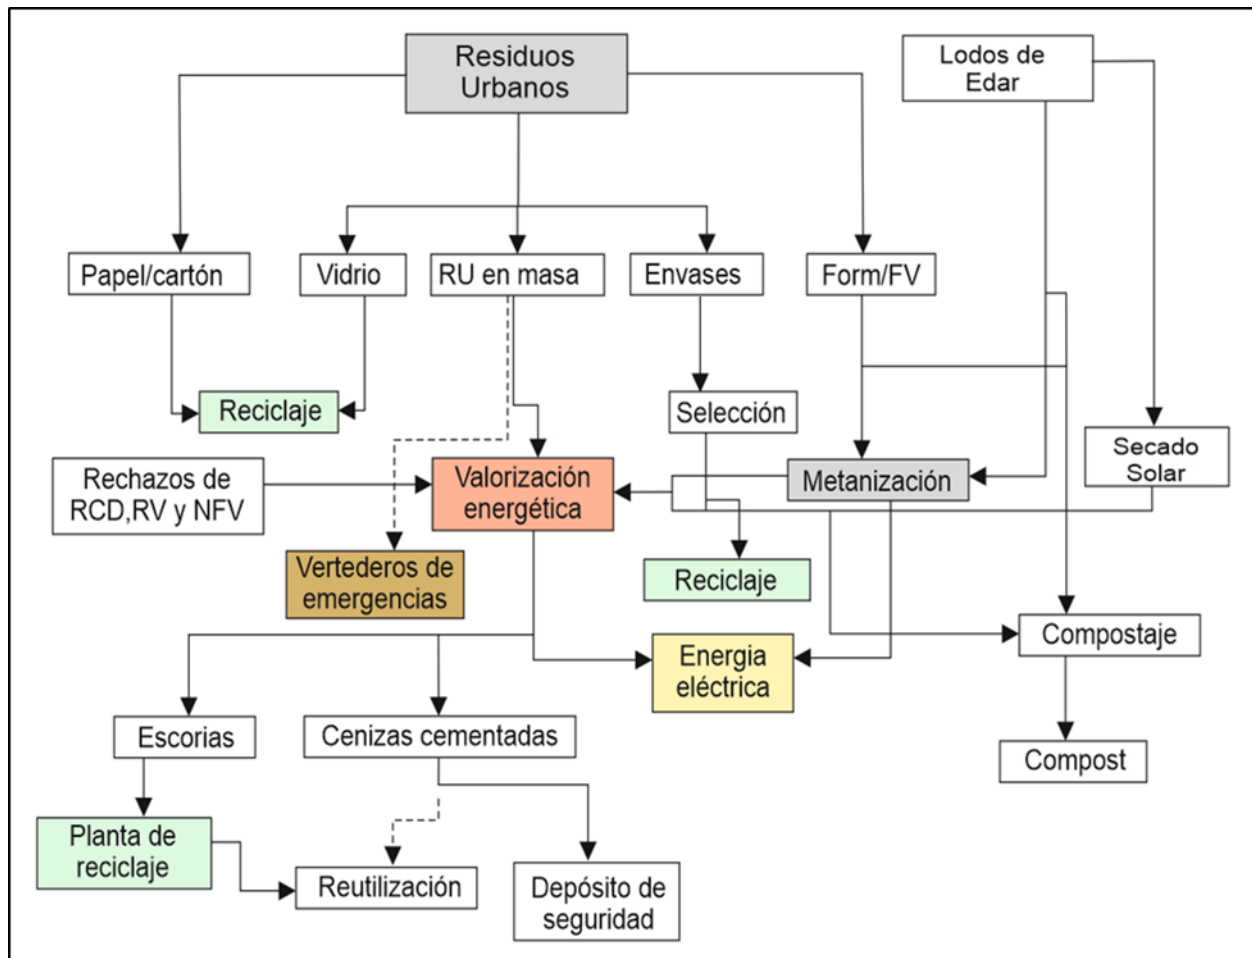 Residuos
Urbanos
Lodos de
Edar
Papel/cartón
Vidrio
RU en masa
Envases
Form/FV
Reciclaje
Selección
Secado
Solar
Rechazos de
RCD,RV y NFV
Valorización
energética
Metanización
Vertederos de
emergencias
Reciclaje
Compostaje
Energia
eléctrica
Escorias
Cenizas cementadas
Compost
Planta de
reciclaje
Reutilización
Depósito de
seguridad